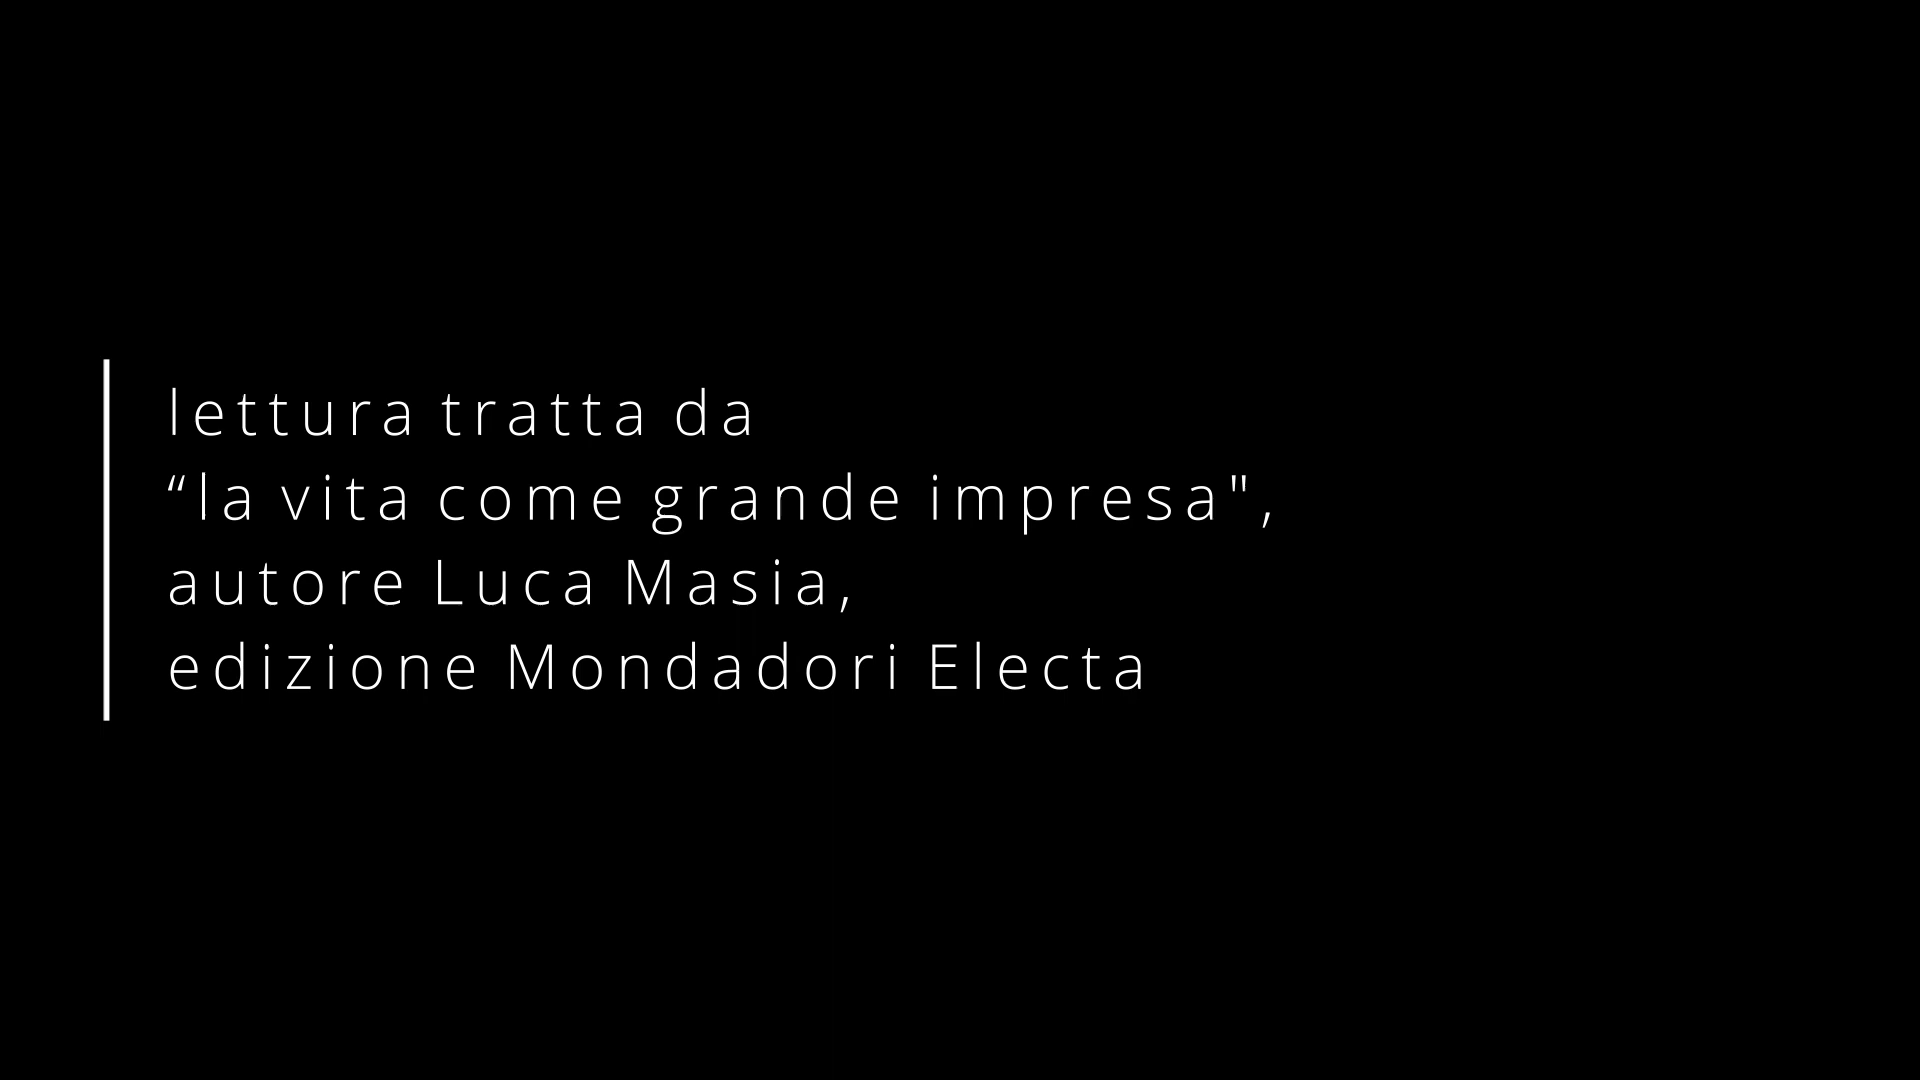 lettura tratta da
“la vita come grande impresa",
autore Luca Masia,
edizione Mondadori Electa